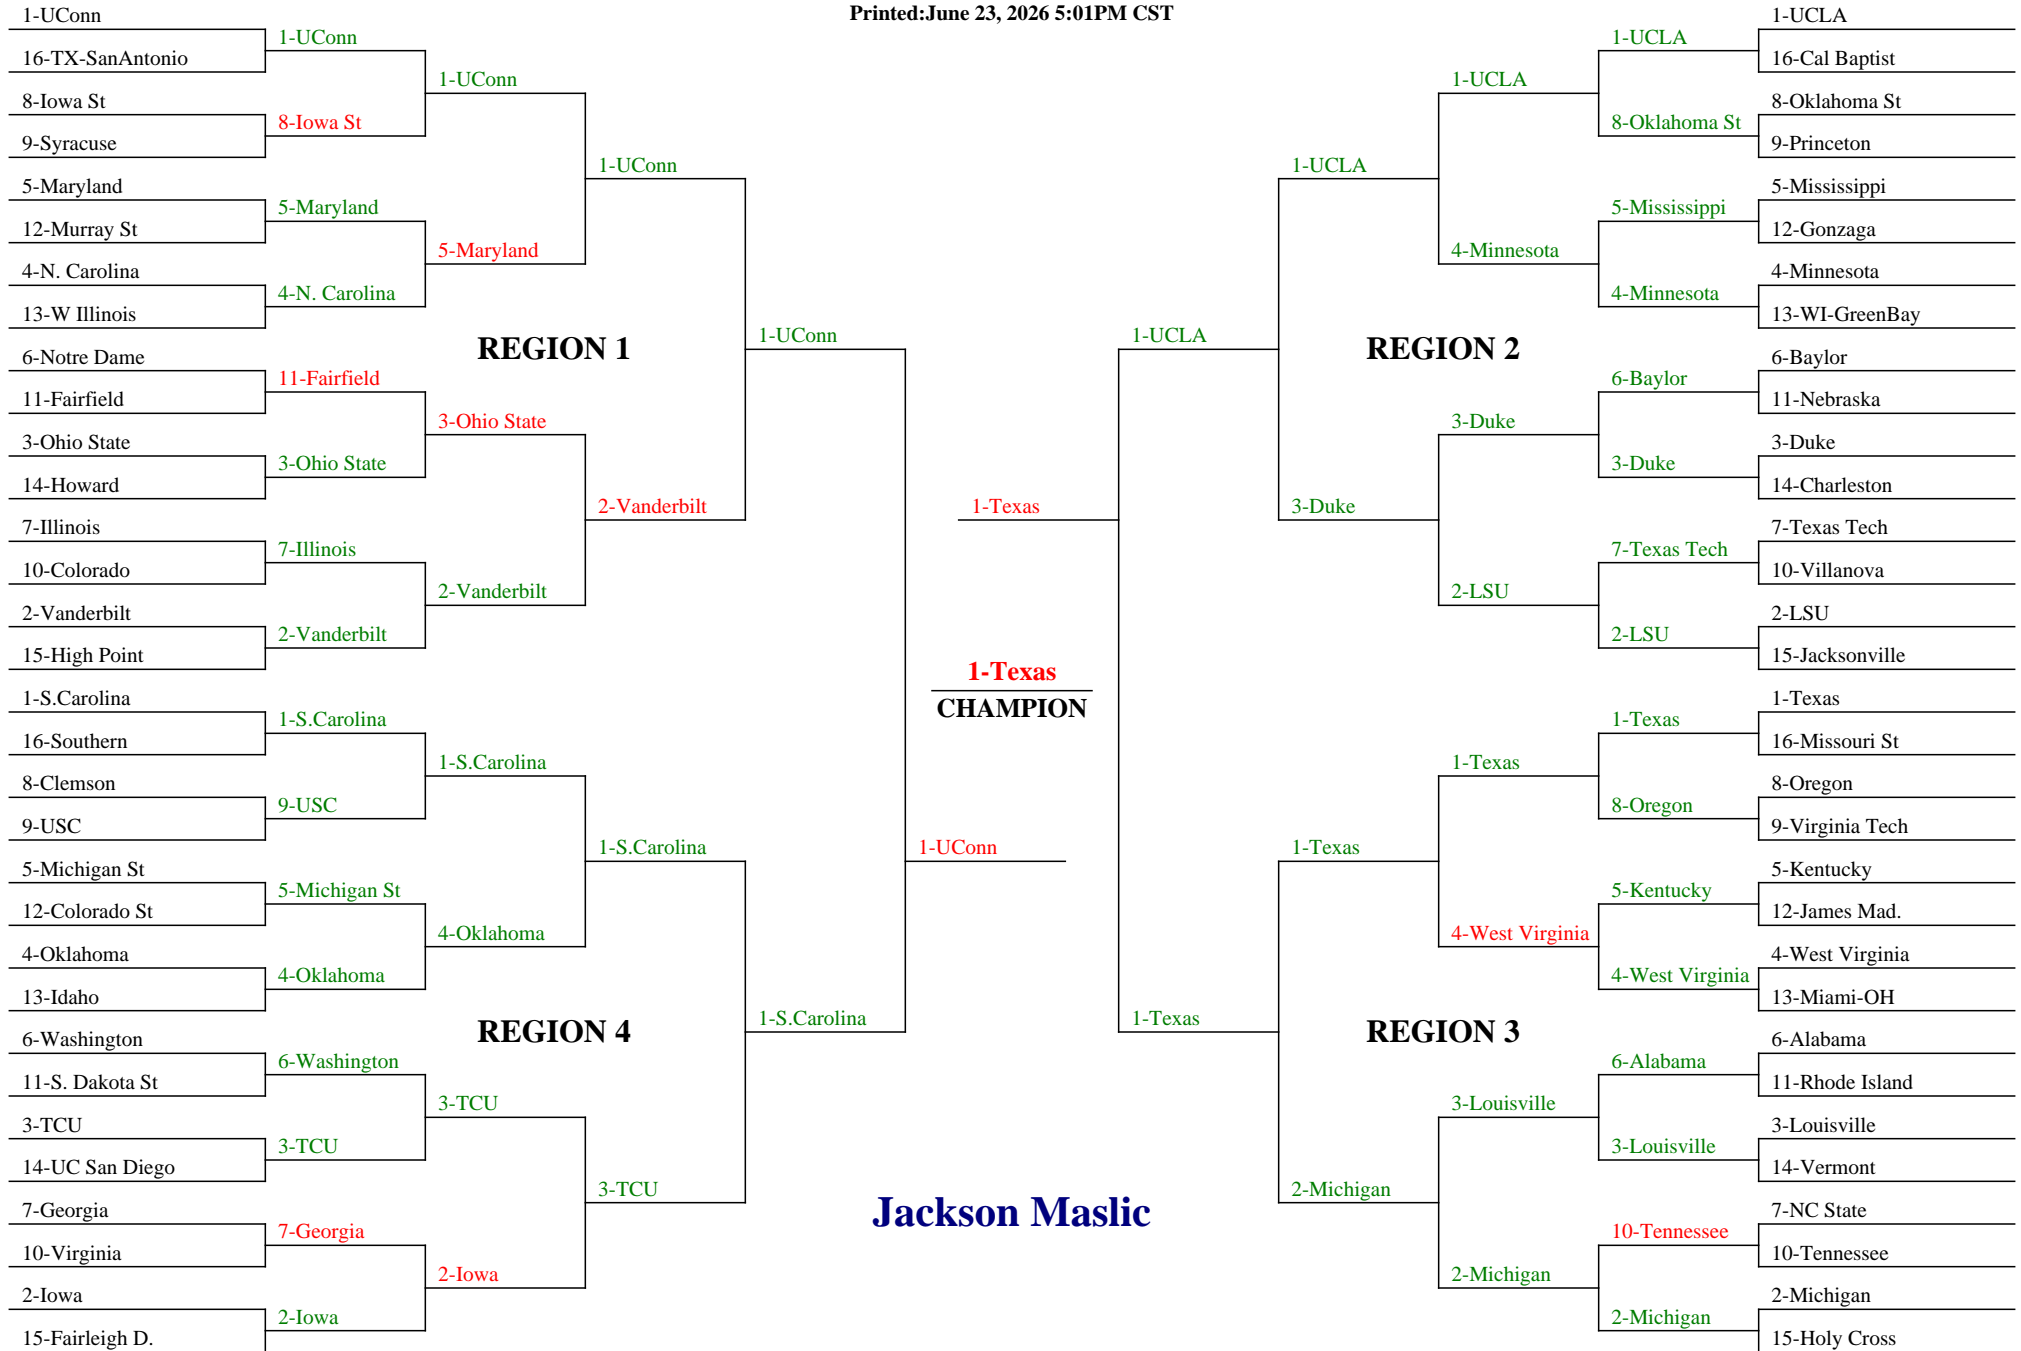 Printed:June 23, 2026 5:01PM CST
1-UConn
16-TX-SanAntonio
8-Iowa St
9-Syracuse
5-Maryland
12-Murray St
4-N. Carolina
13-W Illinois
6-Notre Dame
11-Fairfield
3-Ohio State
14-Howard
7-Illinois
10-Colorado
2-Vanderbilt
15-High Point
1-S.Carolina
16-Southern
8-Clemson
9-USC
5-Michigan St
12-Colorado St
4-Oklahoma
13-Idaho
6-Washington
11-S. Dakota St
3-TCU
14-UC San Diego
7-Georgia
10-Virginia
2-Iowa
15-Fairleigh D.
1-UConn
8-Iowa St
5-Maryland
4-N. Carolina
11-Fairfield
3-Ohio State
7-Illinois
2-Vanderbilt
1-S.Carolina
9-USC
5-Michigan St
4-Oklahoma
6-Washington
3-TCU
7-Georgia
2-Iowa
1-UConn
5-Maryland
3-Ohio State
2-Vanderbilt
1-S.Carolina
4-Oklahoma
3-TCU
2-Iowa
REGION 1
REGION 4
1-UConn
2-Vanderbilt
1-S.Carolina
3-TCU
1-UConn
1-S.Carolina
1-UConn
1-Texas
1-Texas
CHAMPION
Jackson Maslic
1-UCLA
1-Texas
1-UCLA
3-Duke
1-Texas
2-Michigan
REGION 2
REGION 3
1-UCLA
4-Minnesota
3-Duke
2-LSU
1-Texas
4-West Virginia
3-Louisville
2-Michigan
1-UCLA
8-Oklahoma St
5-Mississippi
4-Minnesota
6-Baylor
3-Duke
7-Texas Tech
2-LSU
1-Texas
8-Oregon
5-Kentucky
4-West Virginia
6-Alabama
3-Louisville
10-Tennessee
2-Michigan
1-UCLA
16-Cal Baptist
8-Oklahoma St
9-Princeton
5-Mississippi
12-Gonzaga
4-Minnesota
13-WI-GreenBay
6-Baylor
11-Nebraska
3-Duke
14-Charleston
7-Texas Tech
10-Villanova
2-LSU
15-Jacksonville
1-Texas
16-Missouri St
8-Oregon
9-Virginia Tech
5-Kentucky
12-James Mad.
4-West Virginia
13-Miami-OH
6-Alabama
11-Rhode Island
3-Louisville
14-Vermont
7-NC State
10-Tennessee
2-Michigan
15-Holy Cross